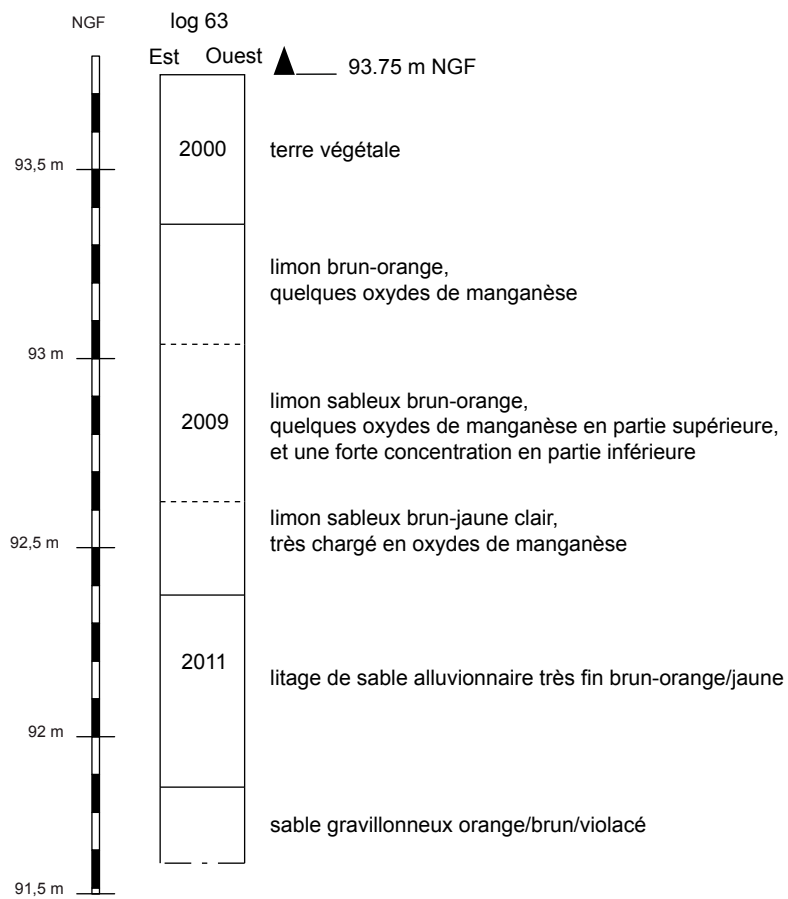 NGF
log 63
Est Ouest
93.75 m NGF
2000
terre végétale
93,5 m
limon brun-orange,
quelques oxydes de manganèse
93 m
limon sableux brun-orange,
2009
quelques oxydes de manganèse en partie supérieure,
et une forte concentration en partie inférieure
limon sableux brun-jaune clair,
92,5 m
très chargé en oxydes de manganèse
2011
litage de sable alluvionnaire très fin brun-orange/jaune
92 m
sable gravillonneux orange/brun/violacé
91,5 m